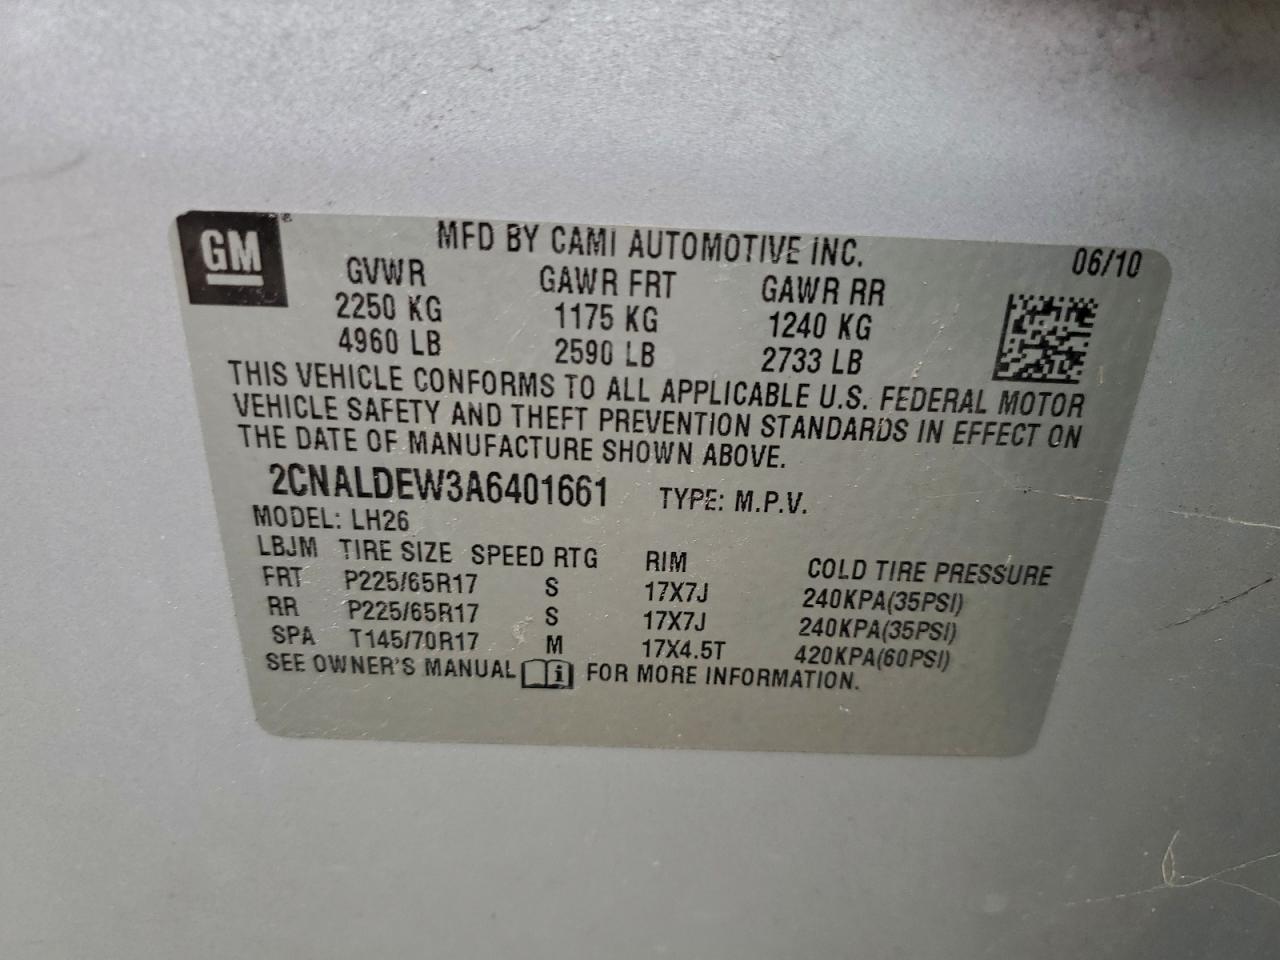 GM ®
MFD BY CAMI AUTOMOTIVE INC. 06/10
GVWR GAWR FRT GAWR RR
2250 KG 1175 KG 1240 KG
4960 LB 2590 LB 2733 LB
THIS VEHICLE CONFORMS TO ALL APPLICABLE U.S. FEDERAL MOTOR
VEHICLE SAFETY AND THEFT PREVENTION STANDARDS IN EFFECT ON
THE DATE OF MANUFACTURE SHOWN ABOVE.
2CNALDEW3A6401661 TYPE: M.P.V.
MODEL: LH26
LBJM TIRE SIZE SPEED RTG RIM COLD TIRE PRESSURE
FRT P225/65R17 S 17X7J 240KPA(35PSI)
RR P225/65R17 S 17X7J 240KPA(35PSI)
SPA T145/70R17 M 17X4.5T 420KPA(60PSI)
SEE OWNER'S MANUAL i FOR MORE INFORMATION.